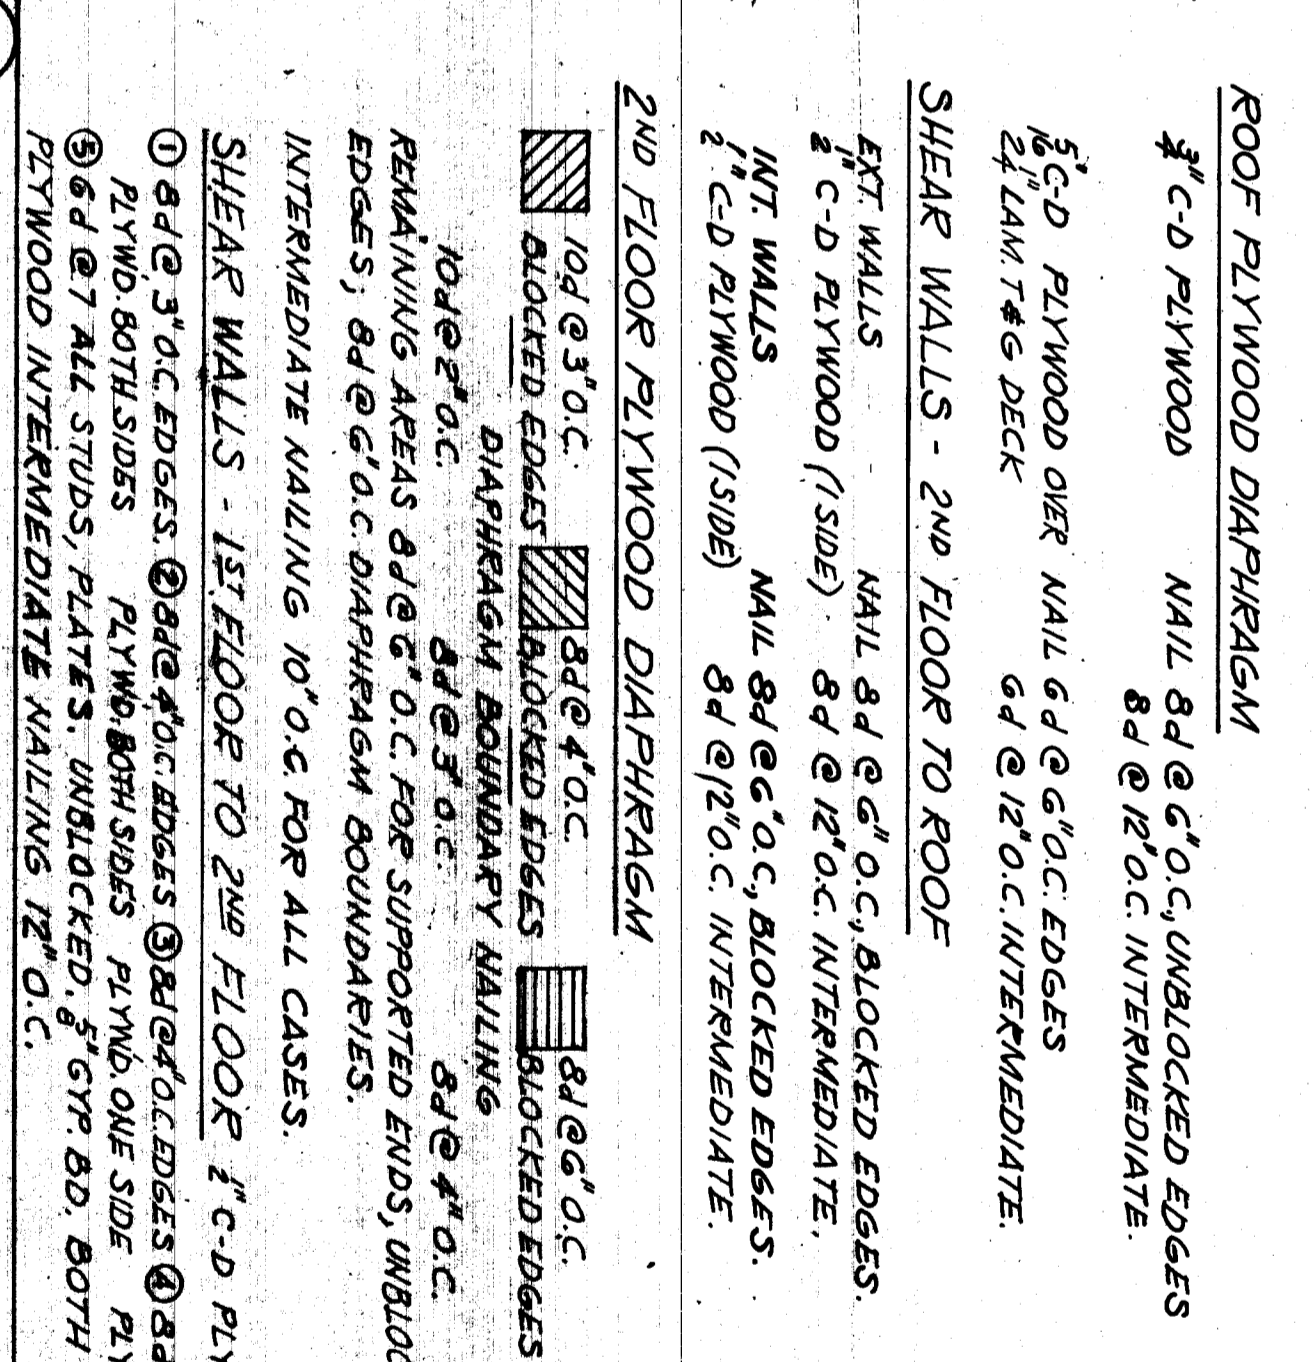 ROOF PLYWOOD DIAPHRAGM
3/4" C-D PLYWOOD NAIL 8d @ 6" O.C., UNBLOCKED EDGES
8d @ 12" O.C. INTERMEDIATE.
5/16" C-D PLYWOOD OVER NAIL 6d @ 6" O.C. EDGES
2 1/4" LAM. T & G DECK 6d @ 12" O.C. INTERMEDIATE.
SHEAR WALLS - 2ND FLOOR TO ROOF
EXT. WALLS NAIL 8d @ 6" O.C., BLOCKED EDGES.
1/2" C-D PLYWOOD (1 SIDE) 8d @ 12" O.C. INTERMEDIATE.
INT. WALLS NAIL 8d @ 6" O.C., BLOCKED EDGES.
1/2" C-D PLYWOOD (1 SIDE) 8d @ 12" O.C. INTERMEDIATE.
2ND FLOOR PLYWOOD DIAPHRAGM
10d @ 3" O.C. 8d @ 4" O.C. 8d @ 6" O.C.
BLOCKED EDGES BLOCKED EDGES BLOCKED EDGES
DIAPHRAGM BOUNDARY NAILING
10d @ 2" O.C. 8d @ 3" O.C. 8d @ 4" O.C.
REMAINING AREAS 8d @ 6" O.C. FOR SUPPORTED ENDS, UNBLOC
EDGES; 8d @ 6" O.C. DIAPHRAGM BOUNDARIES.
INTERMEDIATE NAILING 10" O.C. FOR ALL CASES.
SHEAR WALLS - 1ST FLOOR TO 2ND FLOOR 1/2" C-D PLY
① 8d @ 3" O.C. EDGES. ② 8d @ 4" O.C. EDGES ③ 8d @ 4" O.C. EDGES ④ 8d
PLYWD. BOTH SIDES PLYWD. BOTH SIDES PLYWD. ONE SIDE PLY
⑤ 6d @ 7 ALL STUDS, PLATES. UNBLOCKED. 5/8" GYP. BD. BOTH
PLYWOOD INTERMEDIATE NAILING 12" O.C.